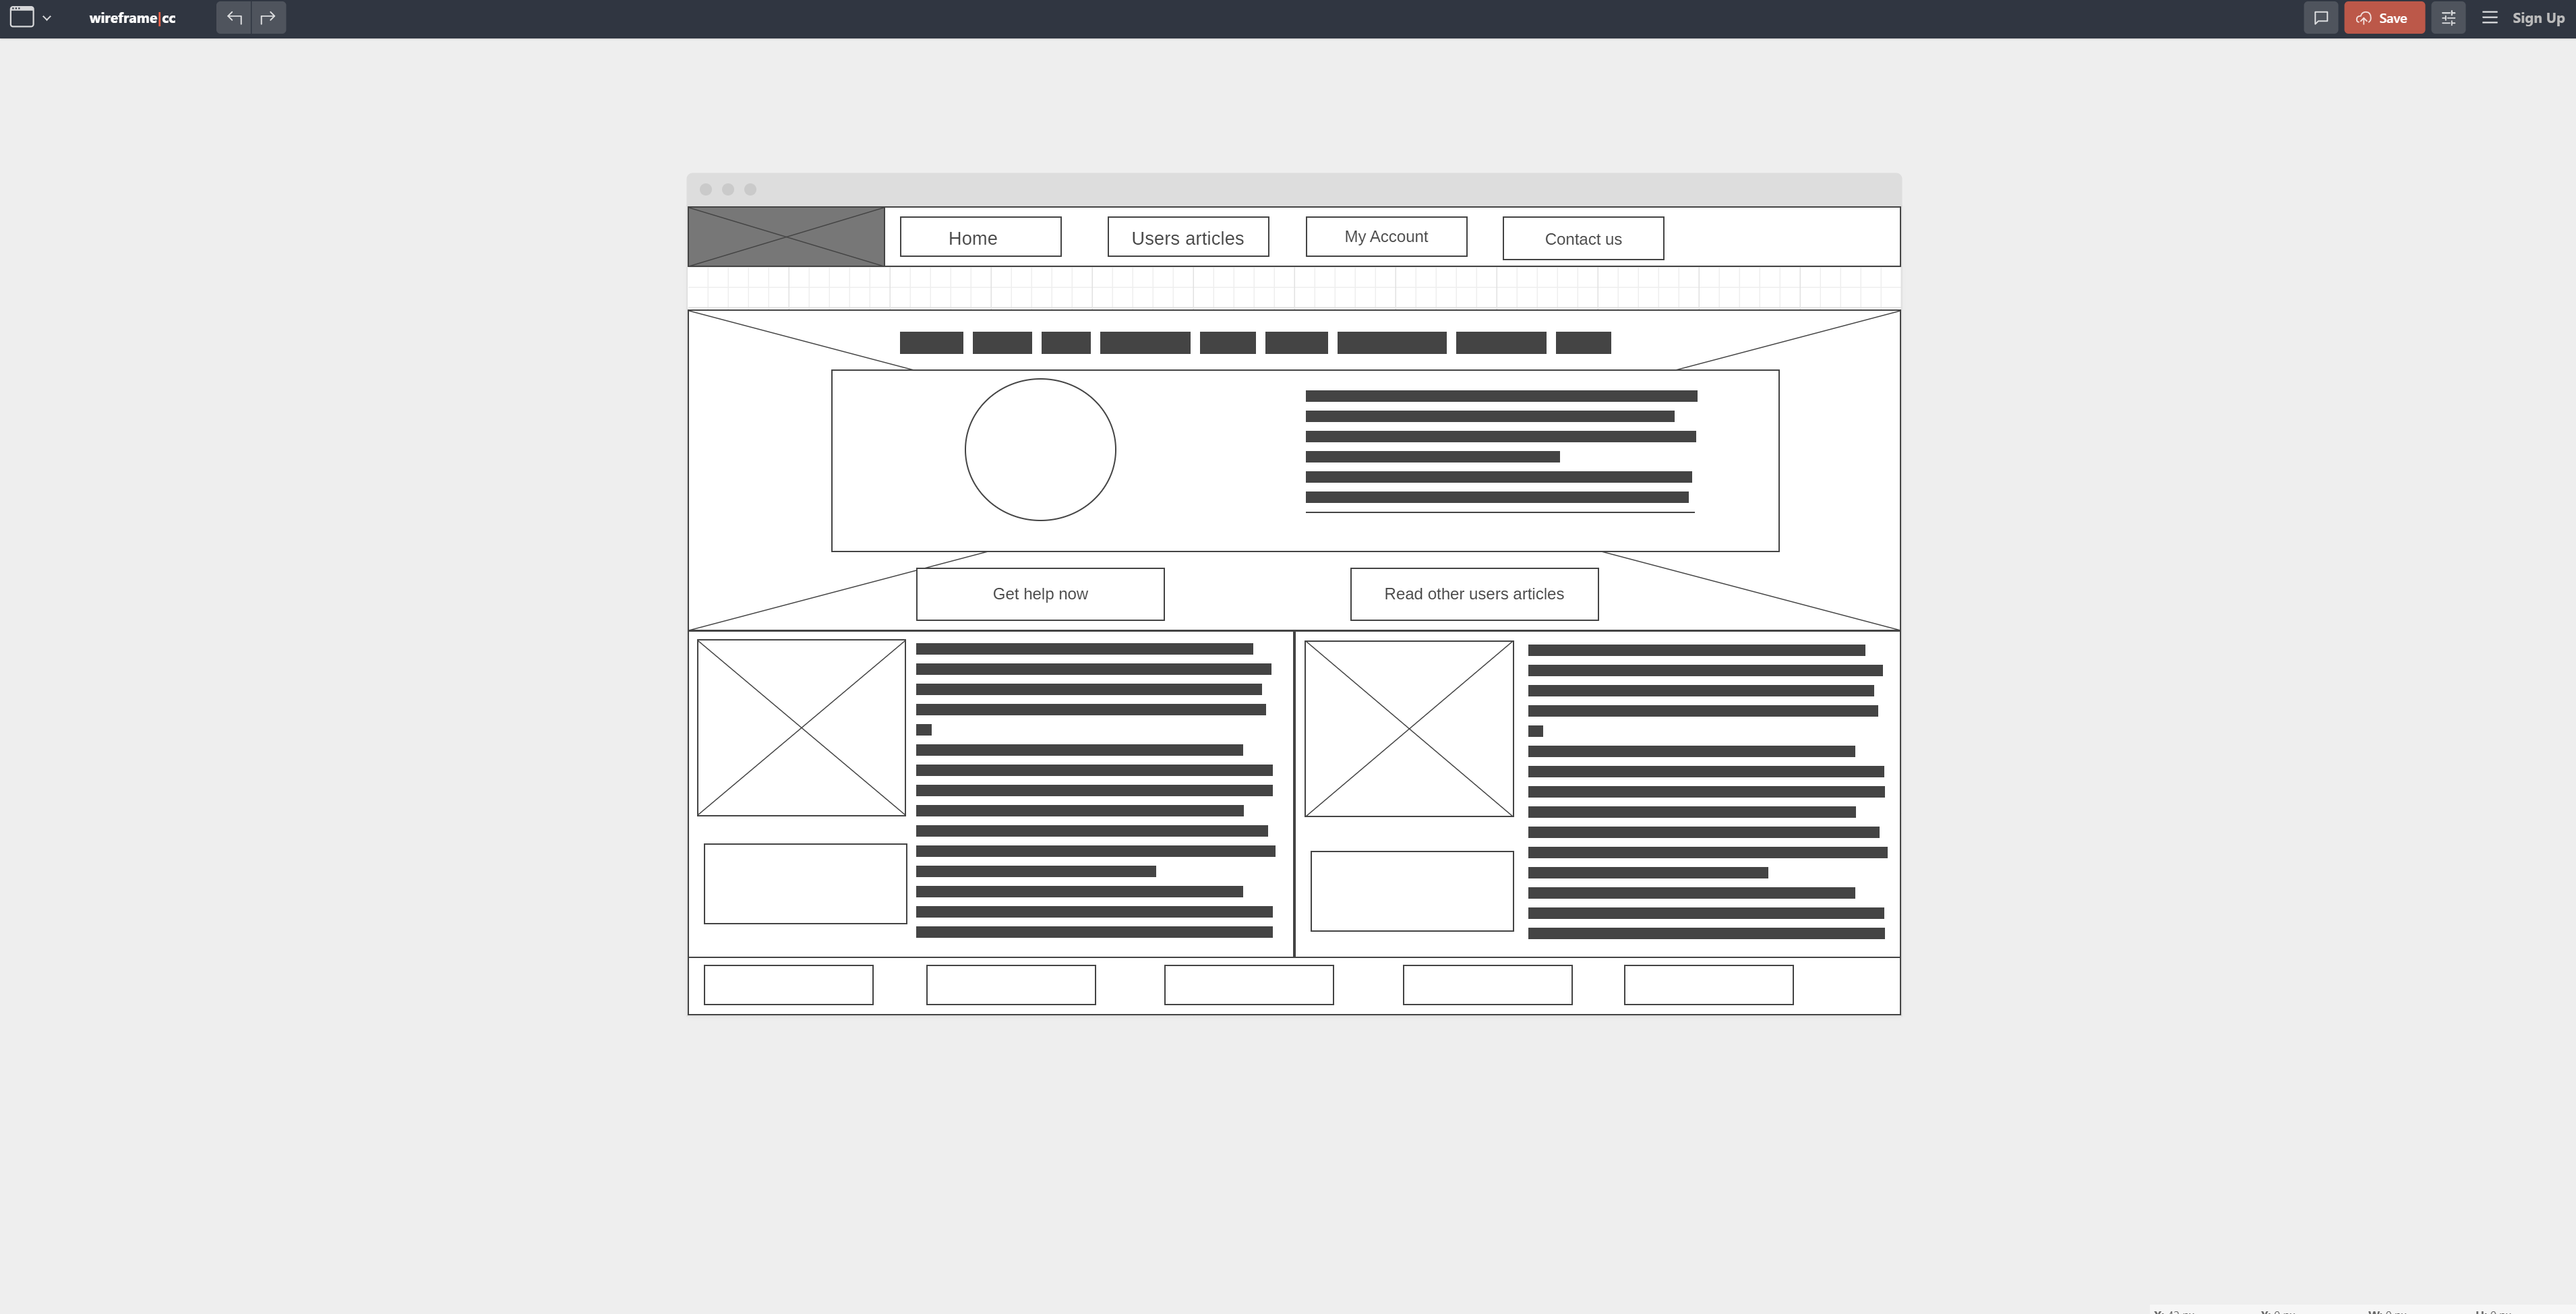 wireframe|cc
Save
Sign Up
Home
Users articles
My Account
Contact us
Get help now
Read other users articles